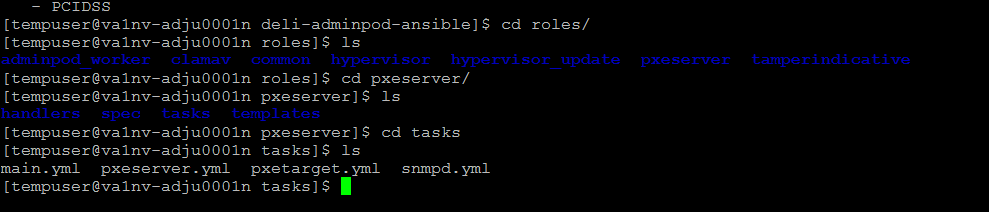 - PCIDSS
[tempuser@va1nv-adju0001n deli-adminpod-ansible]$ cd roles/
[tempuser@va1nv-adju0001n roles]$ ls
adminpod_worker clamav common hypervisor hypervisor_update pxeserver tamperindicative
[tempuser@va1nv-adju0001n roles]$ cd pxeserver/
[tempuser@va1nv-adju0001n pxeserver]$ ls
handlers spec tasks templates
[tempuser@va1nv-adju0001n pxeserver]$ cd tasks
[tempuser@va1nv-adju0001n tasks]$ ls
main.yml pxeserver.yml pxetarget.yml snmpd.yml
[tempuser@va1nv-adju0001n tasks]$